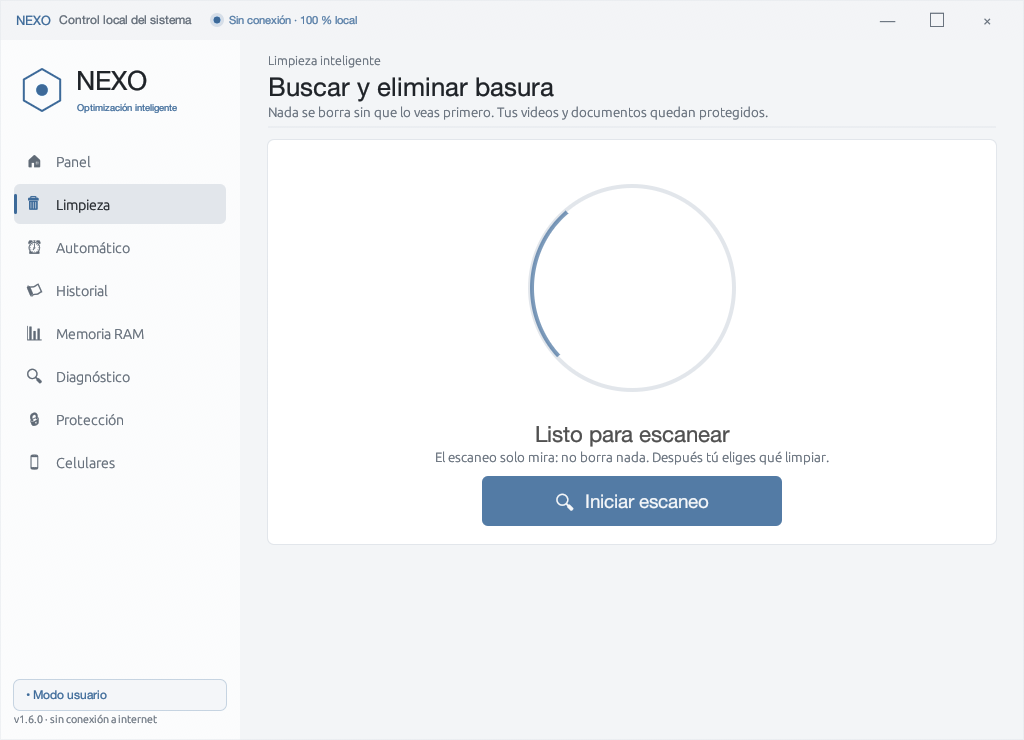 NEXO Control local del sistema Sin conexión · 100 % local
NEXO
Optimización inteligente
Panel
Limpieza
Automático
Historial
Memoria RAM
Diagnóstico
Protección
Celulares
• Modo usuario
v1.6.0 · sin conexión a internet
Limpieza inteligente
Buscar y eliminar basura
Nada se borra sin que lo veas primero. Tus videos y documentos quedan protegidos.
Listo para escanear
El escaneo solo mira: no borra nada. Después tú eliges qué limpiar.
Iniciar escaneo